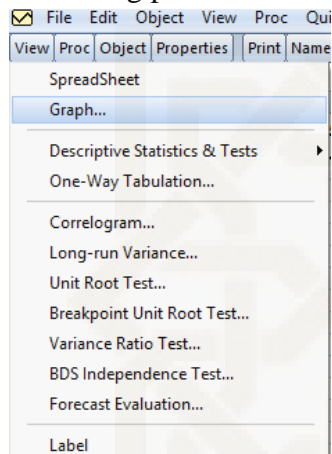 File Edit Object View Proc Qui
View Proc Object Properties Print Name
SpreadSheet
Graph...
Descriptive Statistics & Tests
One-Way Tabulation...
Correlogram...
Long-run Variance...
Unit Root Test...
Breakpoint Unit Root Test...
Variance Ratio Test...
BDS Independence Test...
Forecast Evaluation...
Label